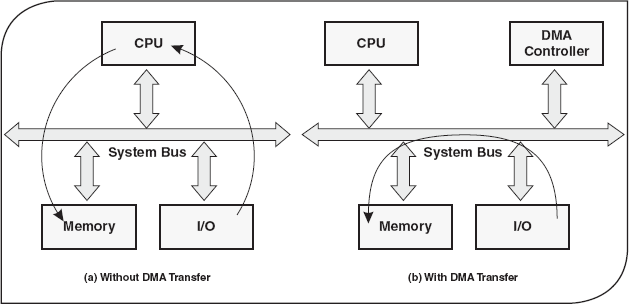 CPU
System Bus
Memory
I/O
(a) Without DMA Transfer
CPU
DMA
Controller
System Bus
Memory
I/O
(b) With DMA Transfer